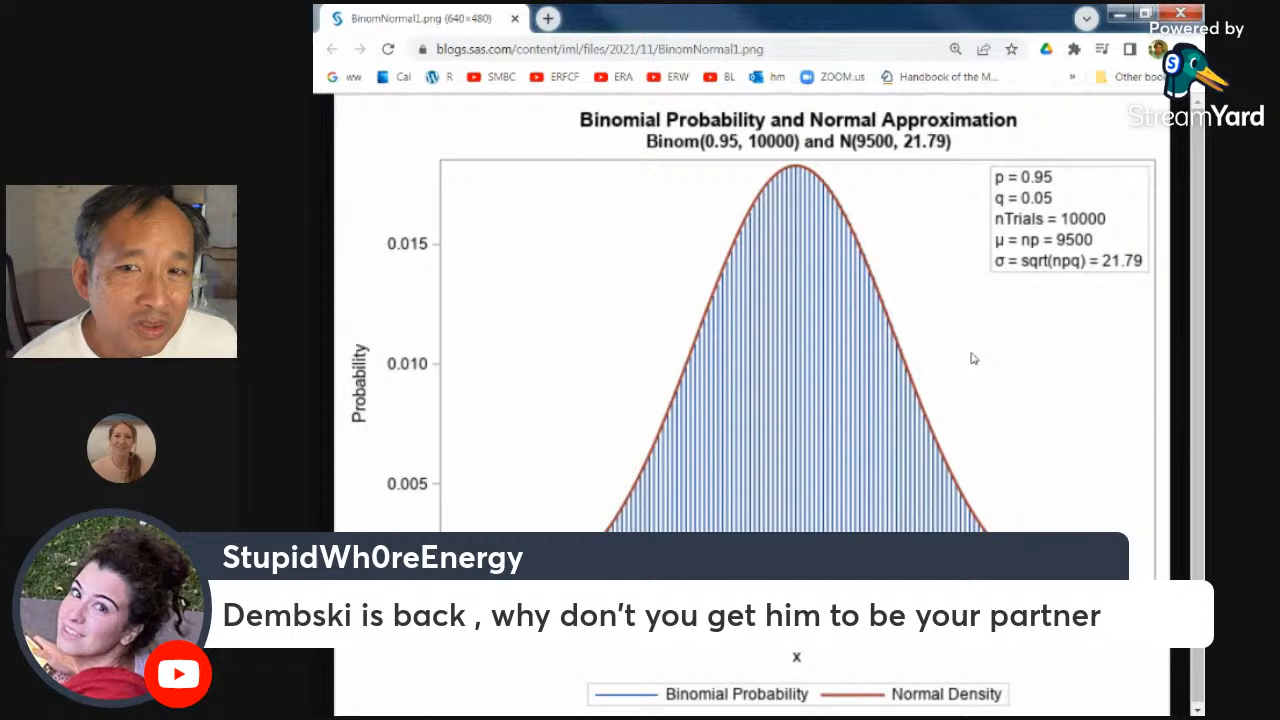 BinomNormal1.png (640×480)
Powered by
StreamYard
blogs.sas.com/content/iml/files/2021/11/BinomNormal1.png
ww
Cal
R
SMBC
ERFCF
ERA
ERW
BL
hm
ZOOM.us
Handbook of the M...
»
Other boo
Binomial Probability and Normal Approximation
Binom(0.95, 10000) and N(9500, 21.79)
p = 0.95
q = 0.05
nTrials = 10000
μ = np = 9500
σ = sqrt(npq) = 21.79
0.015
0.010
0.005
Probability
StupidWh0reEnergy
Dembski is back , why don't you get him to be your partner
x
Binomial Probability
Normal Density